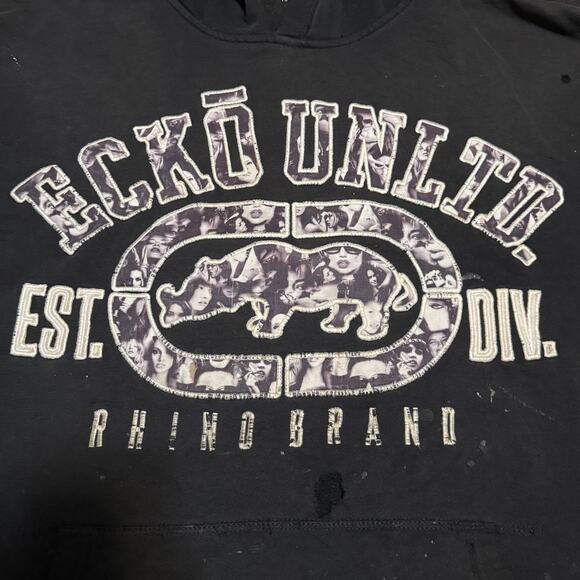 ECKŌ UNLTD.
EST. DIV.
RHINO BRAND